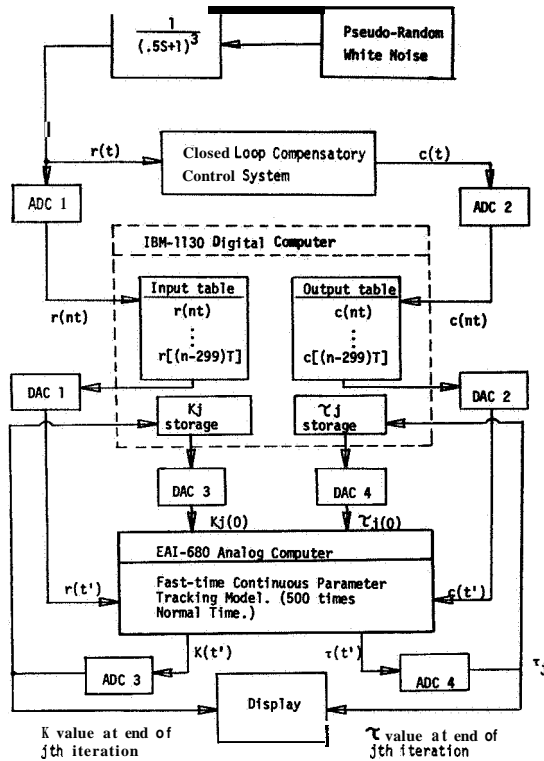 1
(.5S+1)³
Pseudo-Random
White Noise
r(t)
Closed Loop Compensatory
Control System
c(t)
ADC 1
ADC 2
IBM-1130 Digital Computer
Input table
r(nt)
⋮
r[(n-299)T]
Output table
c(nt)
⋮
c[(n-299)T]
r(nt)
c(nt)
DAC 1
DAC 2
Kj
storage
τj
storage
DAC 3
DAC 4
Kj(0)
τj(0)
EAI-680 Analog Computer
Fast-time Continuous Parameter
Tracking Model. (500 times
Normal Time.)
r(t')
c(t')
K(t')
τ(t')
ADC 3
ADC 4
τj
Display
K value at end of
jth iteration
τ value at end of
jth iteration